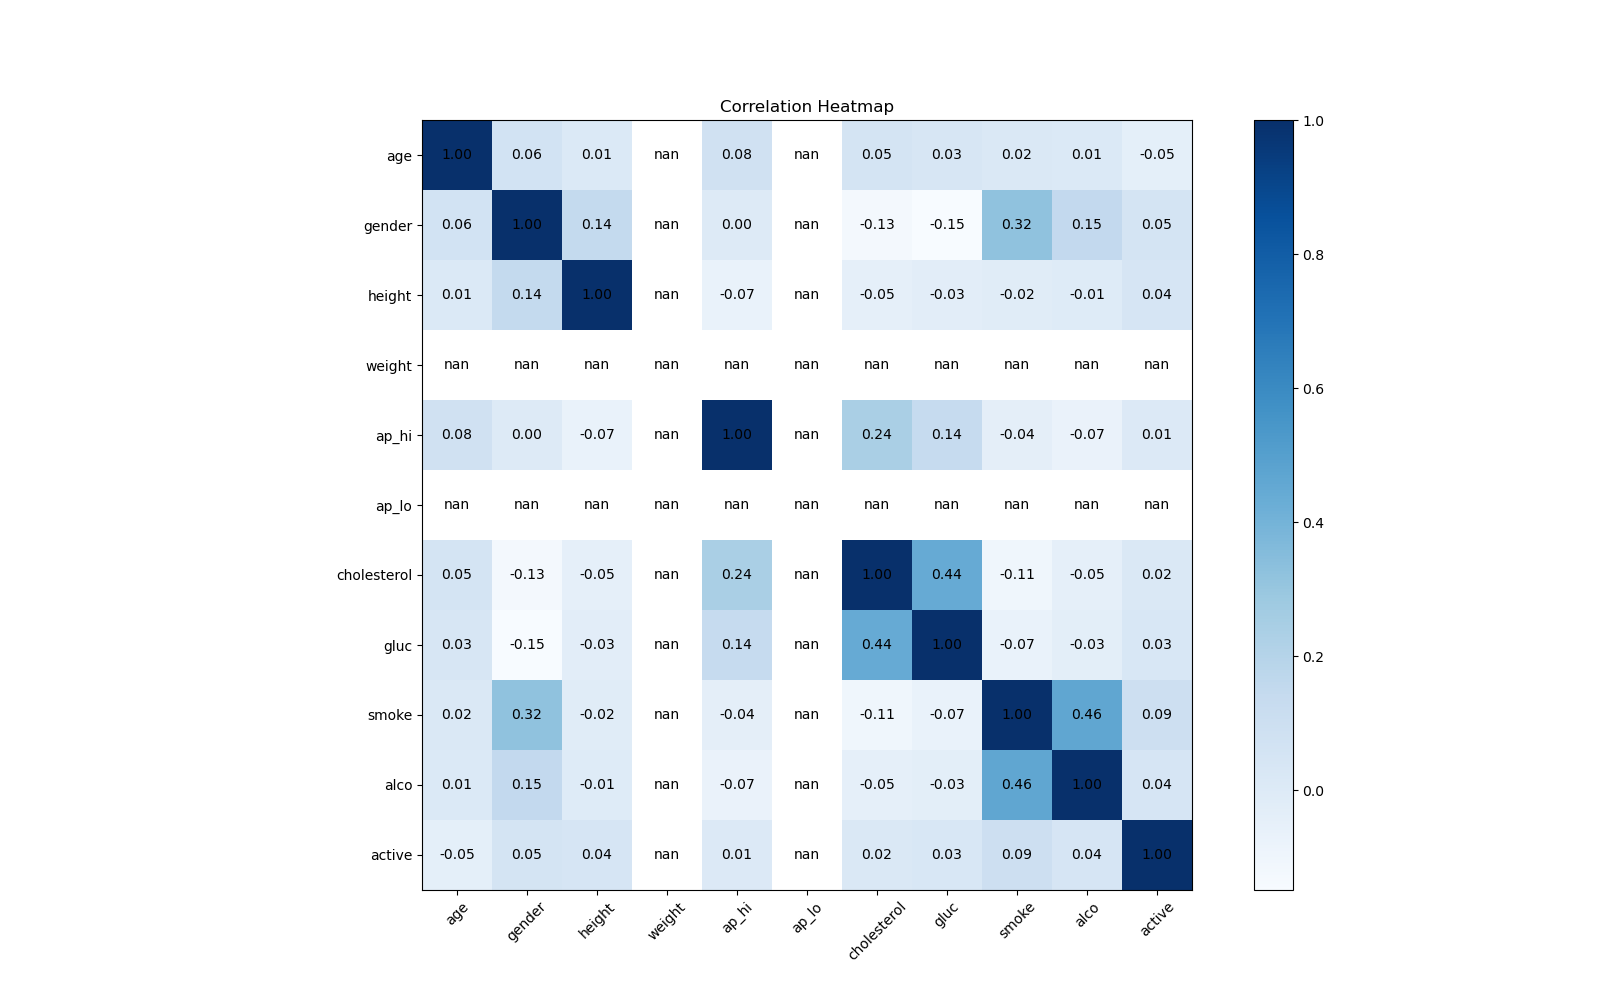 Correlation Heatmap
age 1.00 0.06 0.01 nan 0.08 nan 0.05 0.03 0.02 0.01 -0.05
gender 0.06 1.00 0.14 nan 0.00 nan -0.13 -0.15 0.32 0.15 0.05
height 0.01 0.14 1.00 nan -0.07 nan -0.05 -0.03 -0.02 -0.01 0.04
weight nan nan nan nan nan nan nan nan nan nan nan
ap_hi 0.08 0.00 -0.07 nan 1.00 nan 0.24 0.14 -0.04 -0.07 0.01
ap_lo nan nan nan nan nan nan nan nan nan nan nan
cholesterol 0.05 -0.13 -0.05 nan 0.24 nan 1.00 0.44 -0.11 -0.05 0.02
gluc 0.03 -0.15 -0.03 nan 0.14 nan 0.44 1.00 -0.07 -0.03 0.03
smoke 0.02 0.32 -0.02 nan -0.04 nan -0.11 -0.07 1.00 0.46 0.09
alco 0.01 0.15 -0.01 nan -0.07 nan -0.05 -0.03 0.46 1.00 0.04
active -0.05 0.05 0.04 nan 0.01 nan 0.02 0.03 0.09 0.04 1.00
age gender height weight ap_hi ap_lo cholesterol gluc smoke alco active
1.0
0.8
0.6
0.4
0.2
0.0